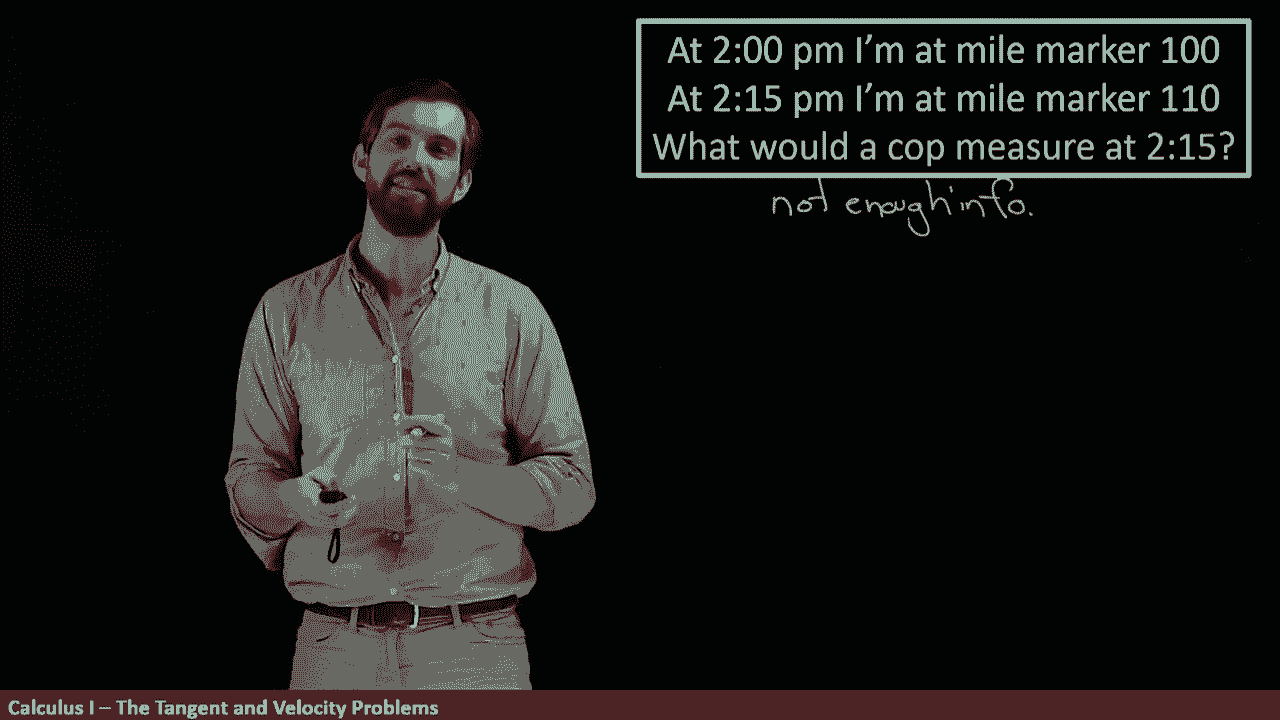 At 2:00 pm I’m at mile marker 100
At 2:15 pm I’m at mile marker 110
What would a cop measure at 2:15?
not enough info.
Calculus I – The Tangent and Velocity Problems